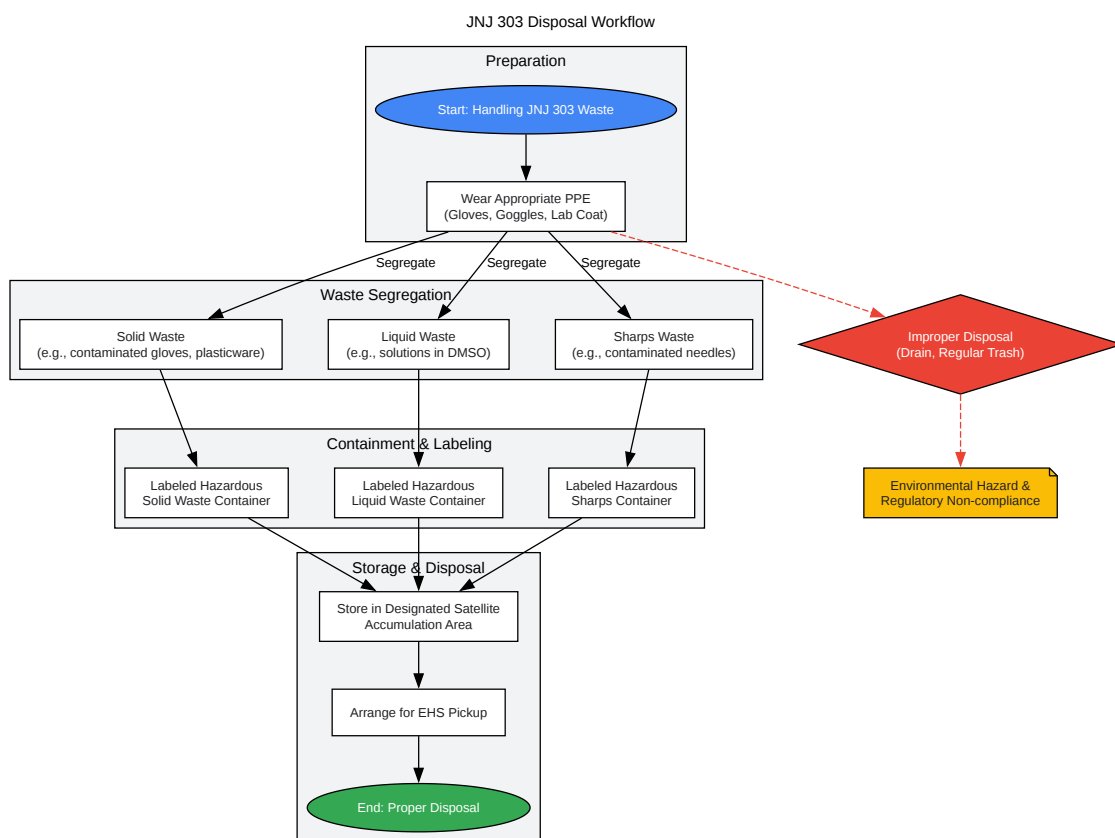 JNJ 303 Disposal Workflow
Preparation
Start: Handling JNJ 303 Waste
Wear Appropriate PPE
(Gloves, Goggles, Lab Coat)
Segregate
Segregate
Segregate
Waste Segregation
Solid Waste
(e.g., contaminated gloves, plasticware)
Liquid Waste
(e.g., solutions in DMSO)
Sharps Waste
(e.g., contaminated needles)
Improper Disposal
(Drain, Regular Trash)
Containment & Labeling
Labeled Hazardous
Solid Waste Container
Labeled Hazardous
Liquid Waste Container
Labeled Hazardous
Sharps Container
Environmental Hazard &
Regulatory Non-compliance
Storage & Disposal
Store in Designated Satellite
Accumulation Area
Arrange for EHS Pickup
End: Proper Disposal